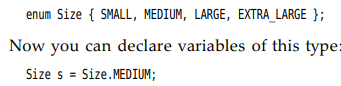 enum Size { SMALL, MEDIUM, LARGE, EXTRA_LARGE };
Now you can declare variables of this type:
Size s = Size.MEDIUM;